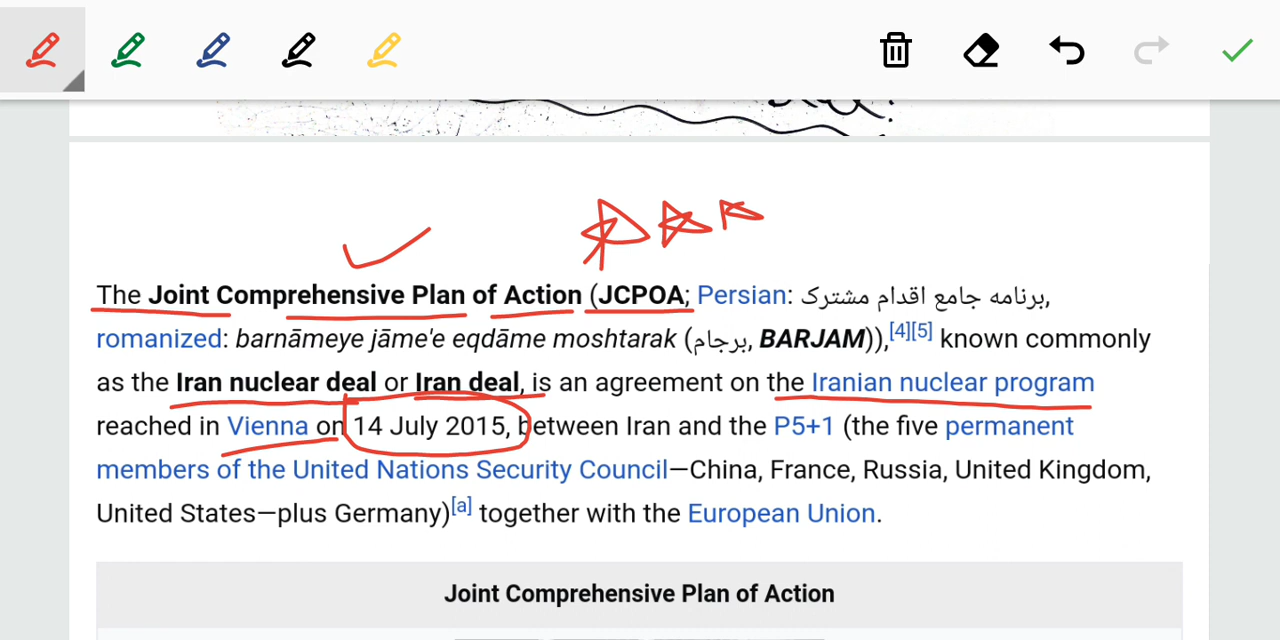 The Joint Comprehensive Plan of Action (JCPOA; Persian: برنامه جامع اقدام مشترک,
romanized: barnāmeye jāme'e eqdāme moshtarak (برجام, BARJAM)),[4][5] known commonly
as the Iran nuclear deal or Iran deal, is an agreement on the Iranian nuclear program
reached in Vienna on 14 July 2015, between Iran and the P5+1 (the five permanent
members of the United Nations Security Council—China, France, Russia, United Kingdom,
United States—plus Germany)[a] together with the European Union.
Joint Comprehensive Plan of Action